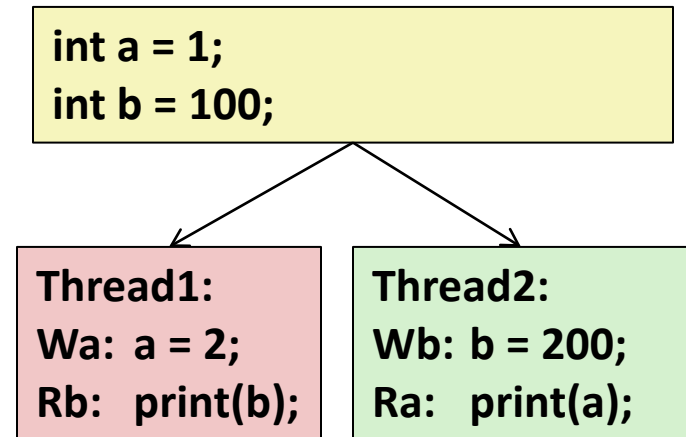 int a = 1;
int b = 100;
Thread1:
Wa: a = 2;
Rb: print(b);
Thread2:
Wb: b = 200;
Ra: print(a);